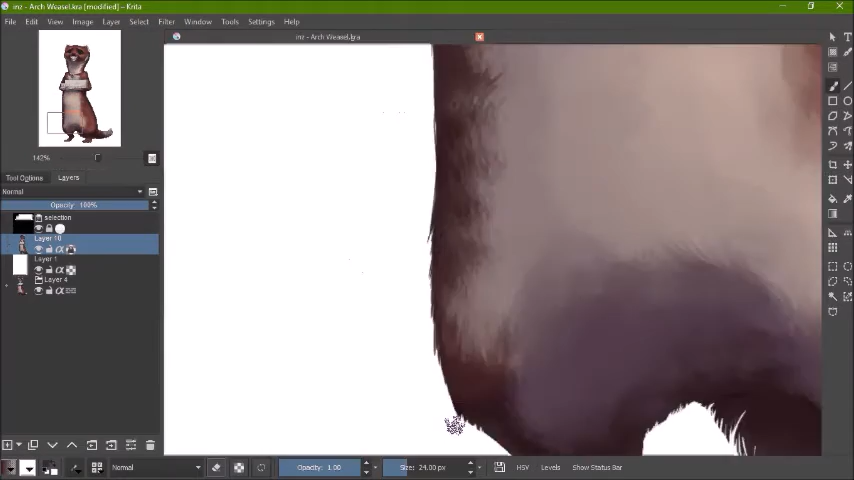 inz - Arch Weasel.kra [modified] - Krita
File Edit View Image Layer Select Filter Window Tools Settings Help
inz - Arch Weasel.kra
142%
Tool Options Layers
Normal
Opacity: 100%
selection
Layer 10
Layer 1
Layer 4
Normal Opacity: 1.00 Size: 24.00 px HSV Levels Show Status Bar